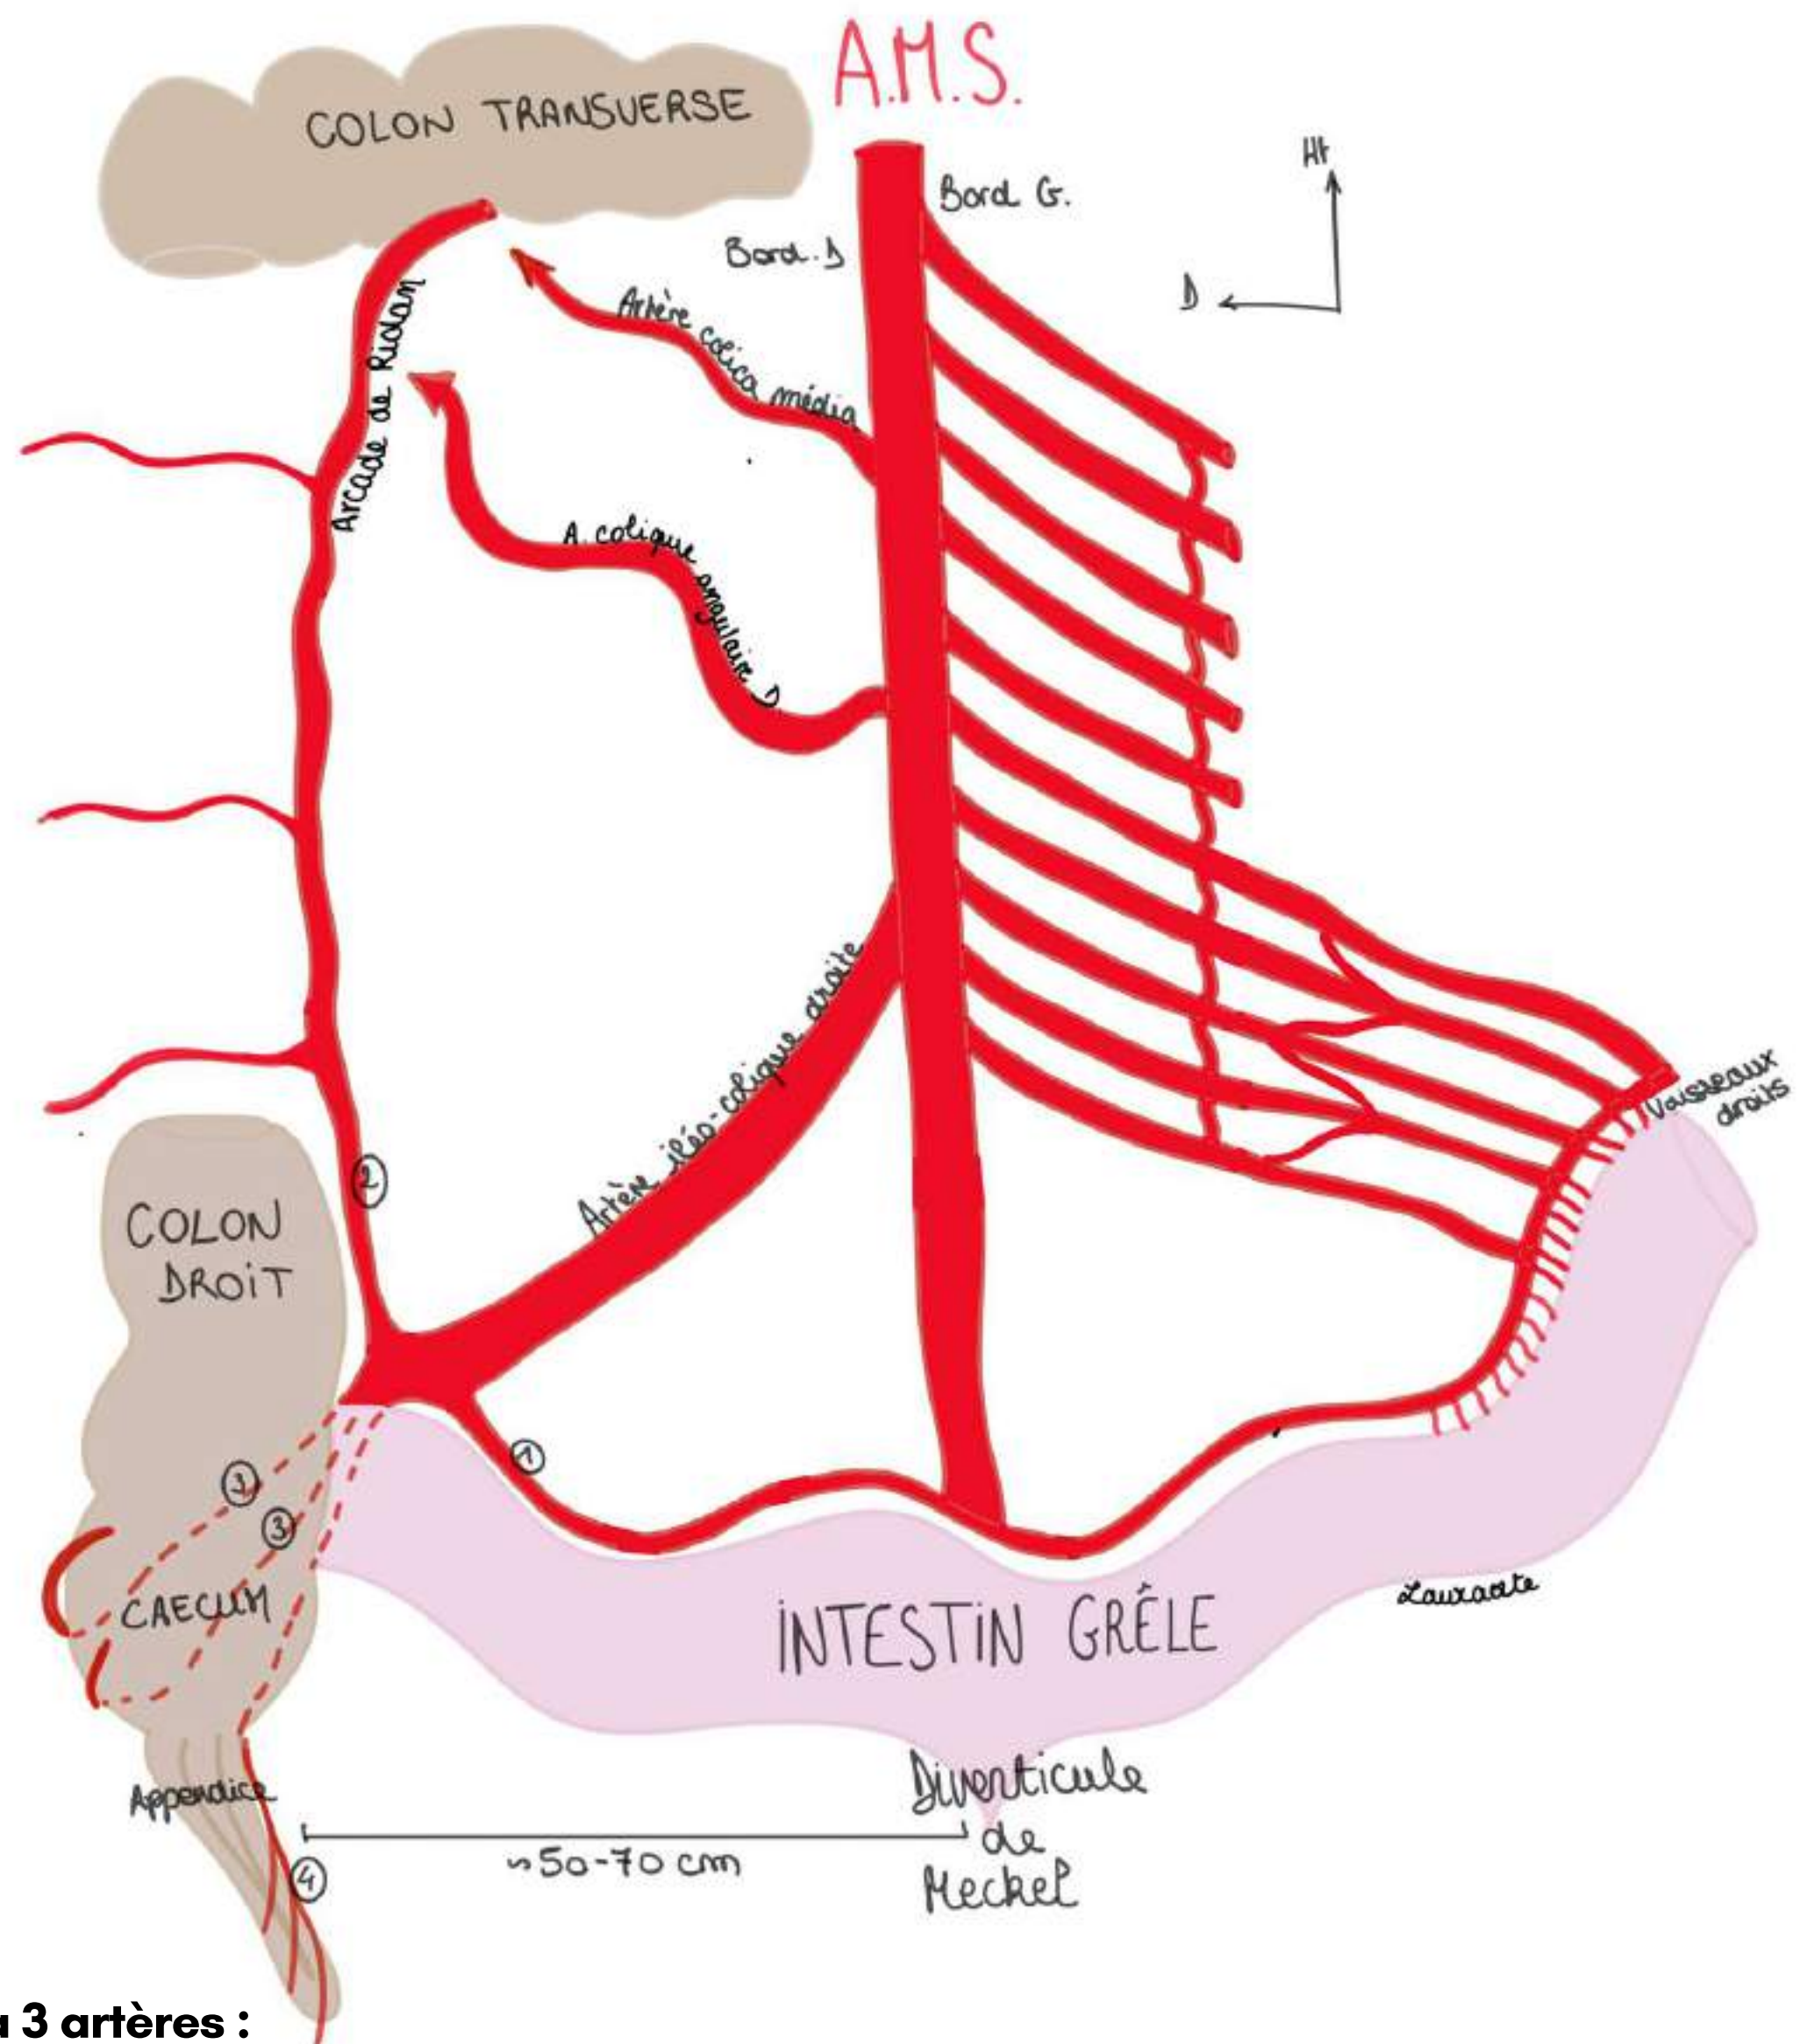 A.M.S.
COLON TRANSVERSE
Bord G.
Bord. D
Ht
D
Artère colica média
Arcade de Riolan
A. colique angulaire D.
Artère iléo-colique droite
Vaisseaux
droits
2
COLON
DROIT
1
3
3
CAECUM
INTESTIN GRÊLE
Appendice
Diverticule
de
Meckel
~50-70 cm
4
3 artères :